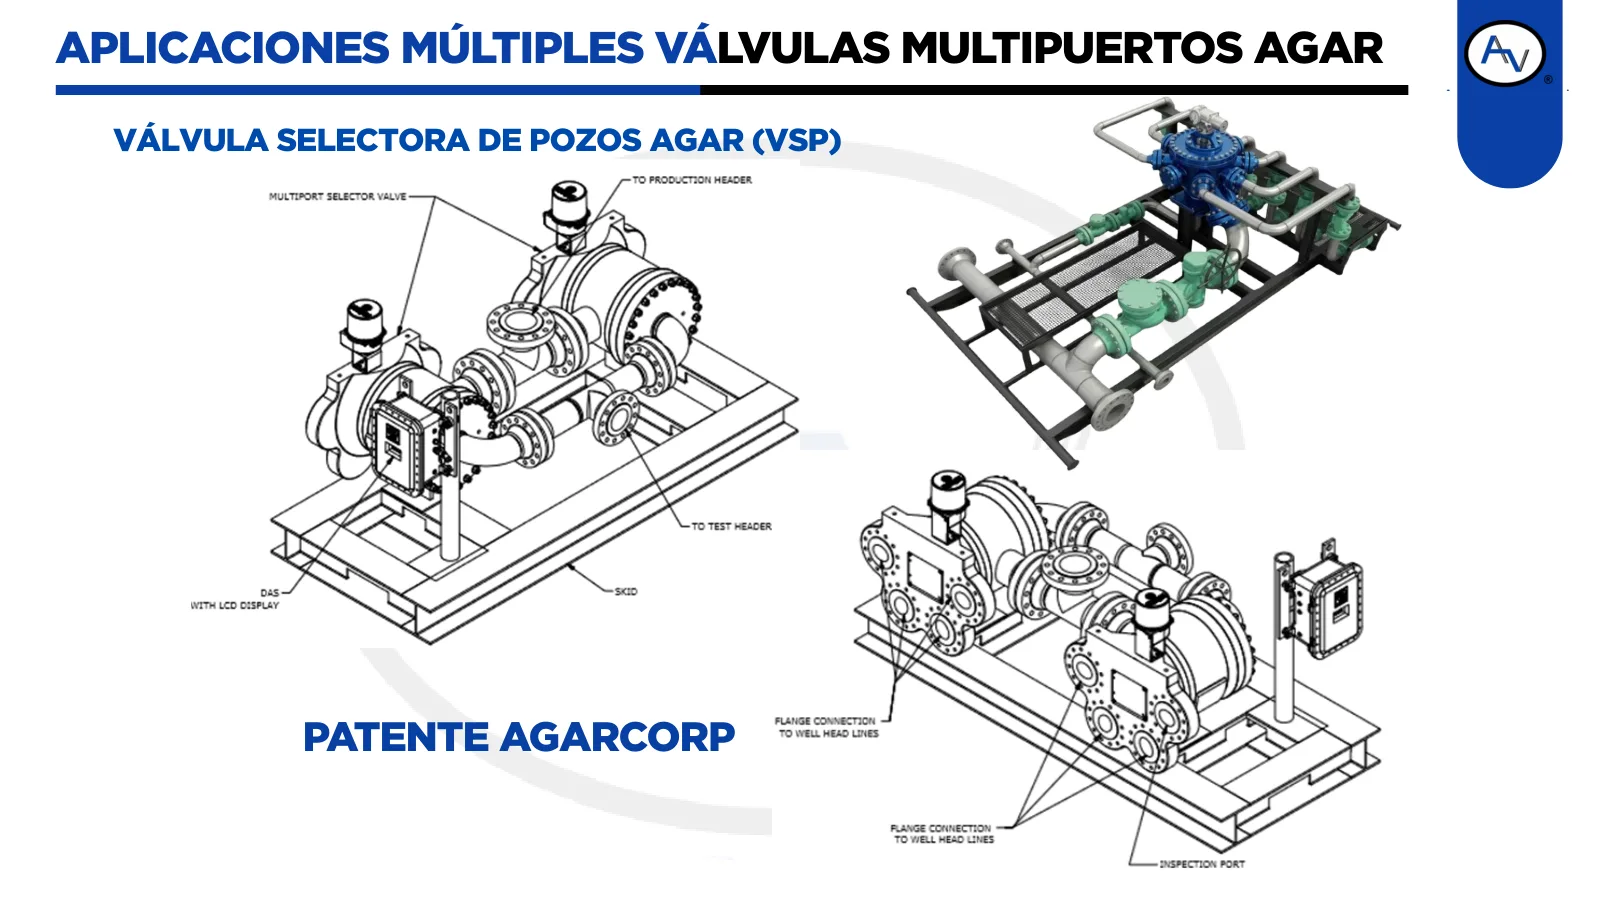 APLICACIONES MÚLTIPLES VÁLVULAS MULTIPUERTOS AGAR
AV
®
VÁLVULA SELECTORA DE POZOS AGAR (VSP)
TO PRODUCTION HEADER
MULTIPORT SELECTOR VALVE
TO TEST HEADER
DAS
WITH LCD DISPLAY
SKID
PATENTE AGARCORP
FLANGE CONNECTION
TO WELL HEAD LINES
FLANGE CONNECTION
TO WELL HEAD LINES
INSPECTION PORT